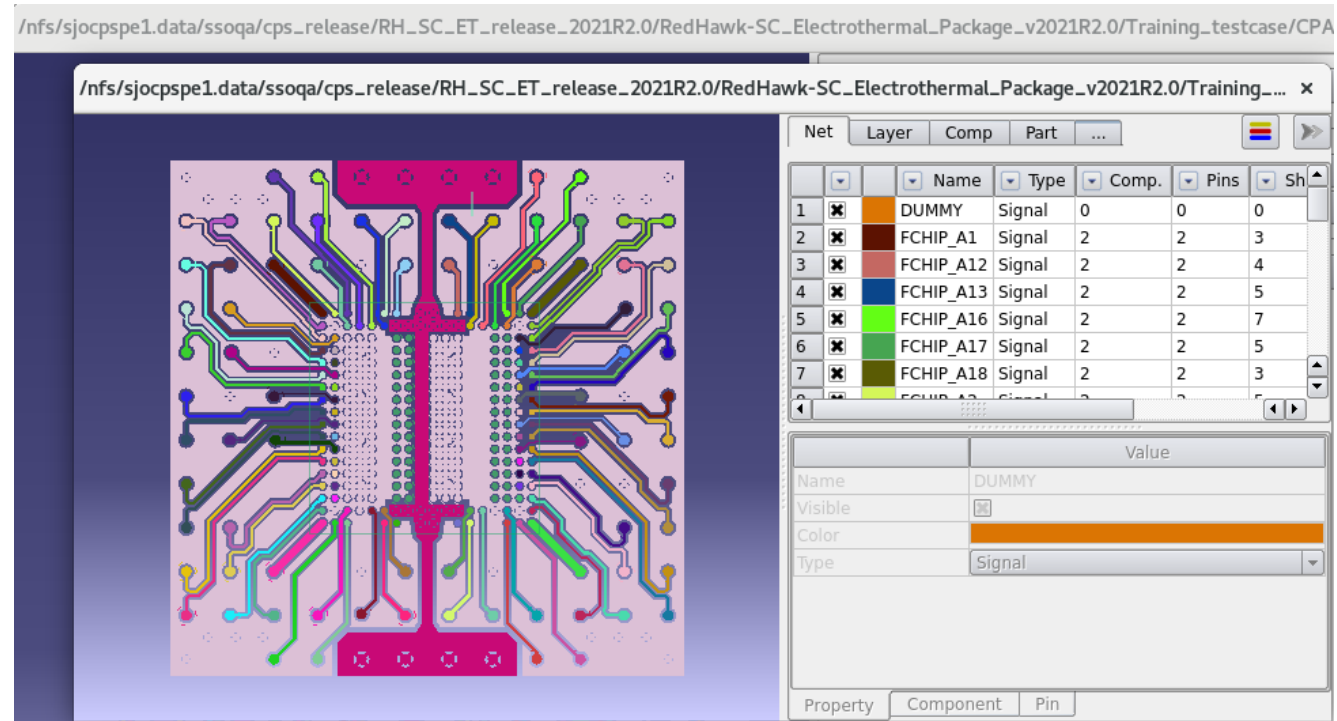 /nfs/sjocpspe1.data/ssoqa/cps_release/RH_SC_ET_release_2021R2.0/RedHawk-SC_Electrothermal_Package_v2021R2.0/Training_testcase/CPA
/nfs/sjocpspe1.data/ssoqa/cps_release/RH_SC_ET_release_2021R2.0/RedHawk-SC_Electrothermal_Package_v2021R2.0/Training_... ×
Net Layer Comp Part ...
Name Type Comp. Pins Sh
1 DUMMY Signal 0 0 0
2 FCHIP_A1 Signal 2 2 3
3 FCHIP_A12 Signal 2 2 4
4 FCHIP_A13 Signal 2 2 5
5 FCHIP_A16 Signal 2 2 7
6 FCHIP_A17 Signal 2 2 5
7 FCHIP_A18 Signal 2 2 3
Value
Name DUMMY
Visible
Color
Type Signal
Property Component Pin